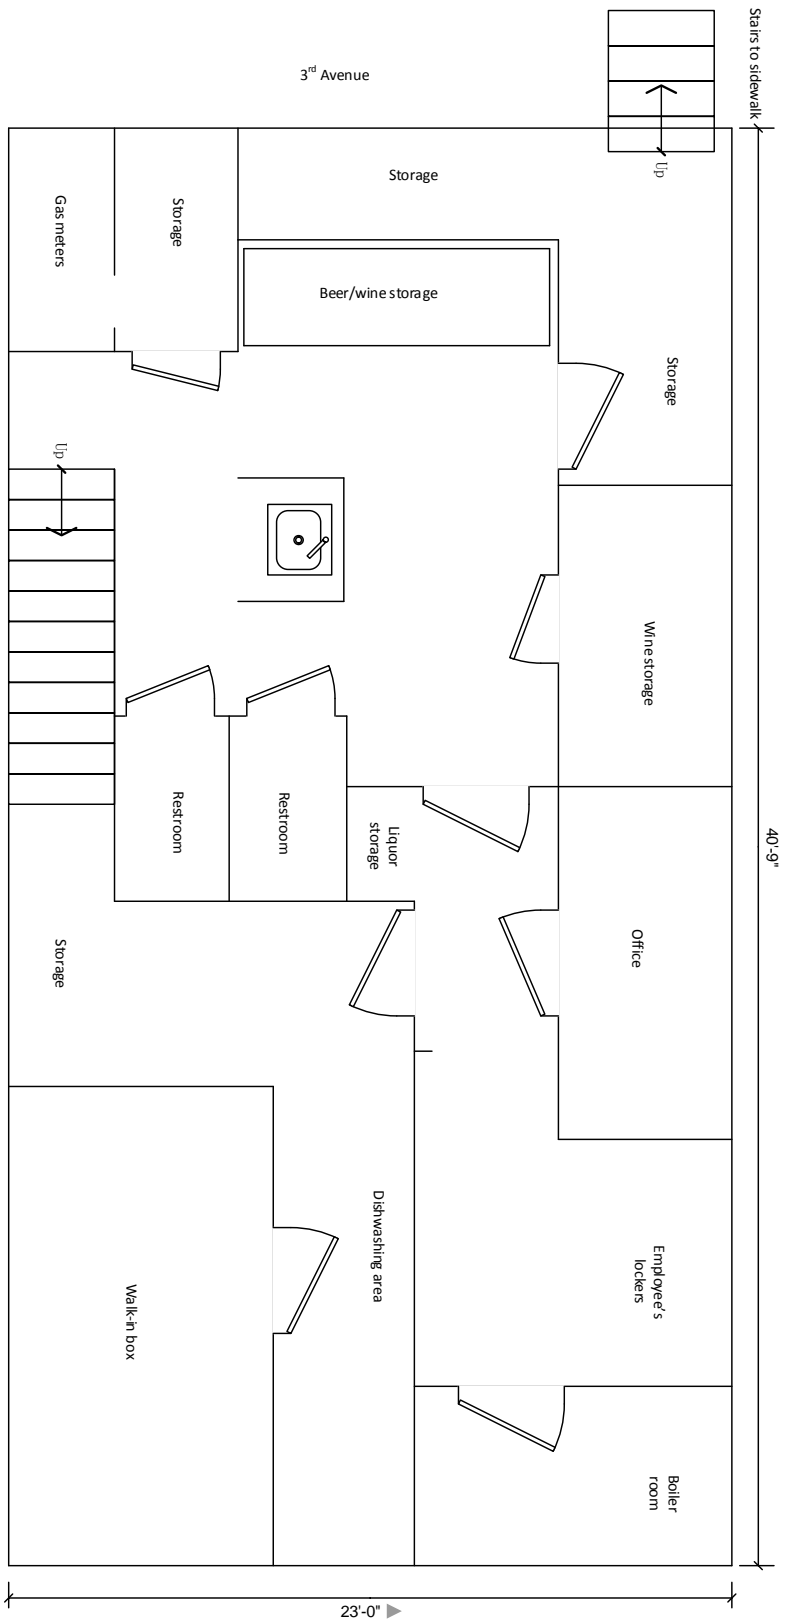 Stairs to sidewalk
3rd Avenue
Up
Storage
Gas meters
Storage
Beer/wine storage
Storage
Up
Wine storage
Restroom
Restroom
Liquor
storage
40'-9"
Office
Storage
Dishwashing area
Employee's
lockers
Walk-in box
Boiler
room
23'-0"